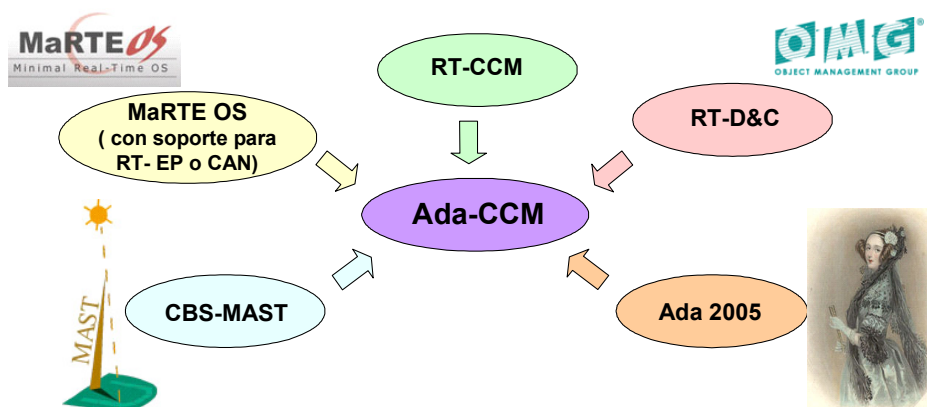 MaRTE OS
Minimal Real-Time OS
OMG®
OBJECT MANAGEMENT GROUP
RT-CCM
MaRTE OS
( con soporte para
RT- EP o CAN)
RT-D&C
Ada-CCM
MAST
CBS-MAST
Ada 2005